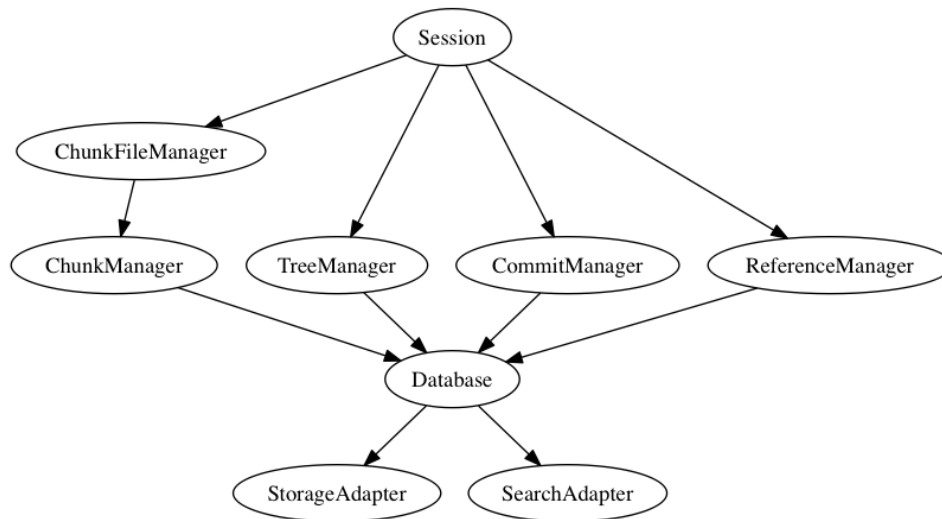 Session
ChunkFileManager
ChunkManager
TreeManager
CommitManager
ReferenceManager
Database
StorageAdapter
SearchAdapter